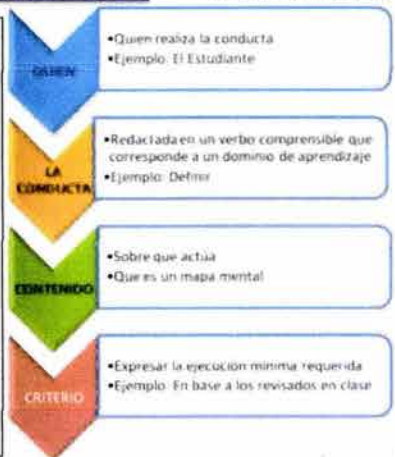 QUIEN
•Quien realiza la conducta
•Ejemplo: El Estudiante
LA
CONDUCTA
•Redactada en un verbo comprensible que
corresponde a un dominio de aprendizaje
•Ejemplo: Definir
CONTENIDO
•Sobre que actúa
•Que es un mapa mental
CRITERIO
•Expresar la ejecución mínima requerida
•Ejemplo: En base a los revisados en clase